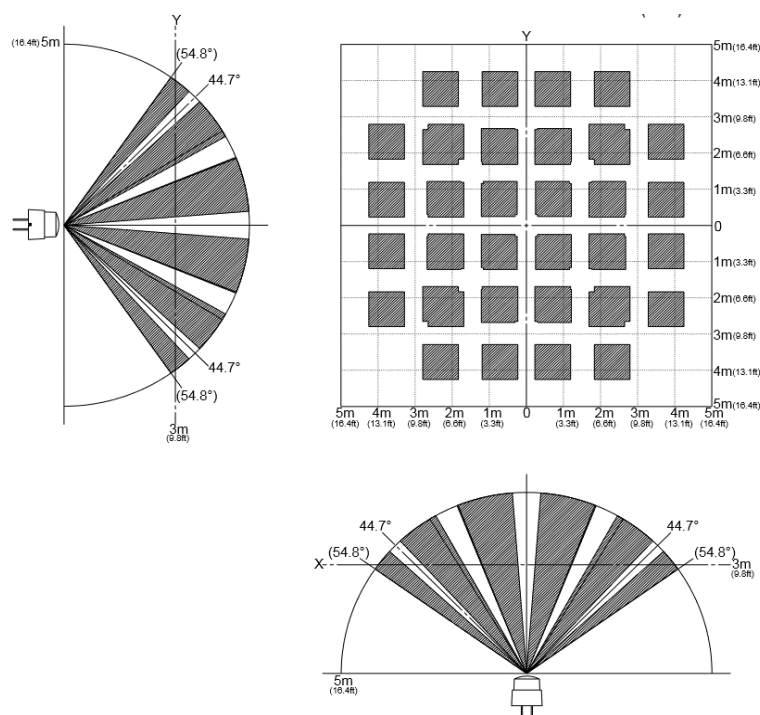 Y
(16.4ft) 5m
(54.8°)
44.7°
44.7°
(54.8°)
3m
(9.8ft)
Y
5m(16.4ft)
4m(13.1ft)
3m(9.8ft)
2m(6.6ft)
1m(3.3ft)
0
1m(3.3ft)
2m(6.6ft)
3m(9.8ft)
4m(13.1ft)
5m(16.4ft)
5m 4m 3m 2m 1m 0 1m 2m 3m 4m 5m
(16.4ft) (13.1ft) (9.8ft) (6.6ft) (3.3ft) (3.3ft) (6.6ft) (9.8ft) (13.1ft) (16.4ft)
44.7° 44.7°
(54.8°) (54.8°)
X 3m
(9.8ft)
5m
(16.4ft)